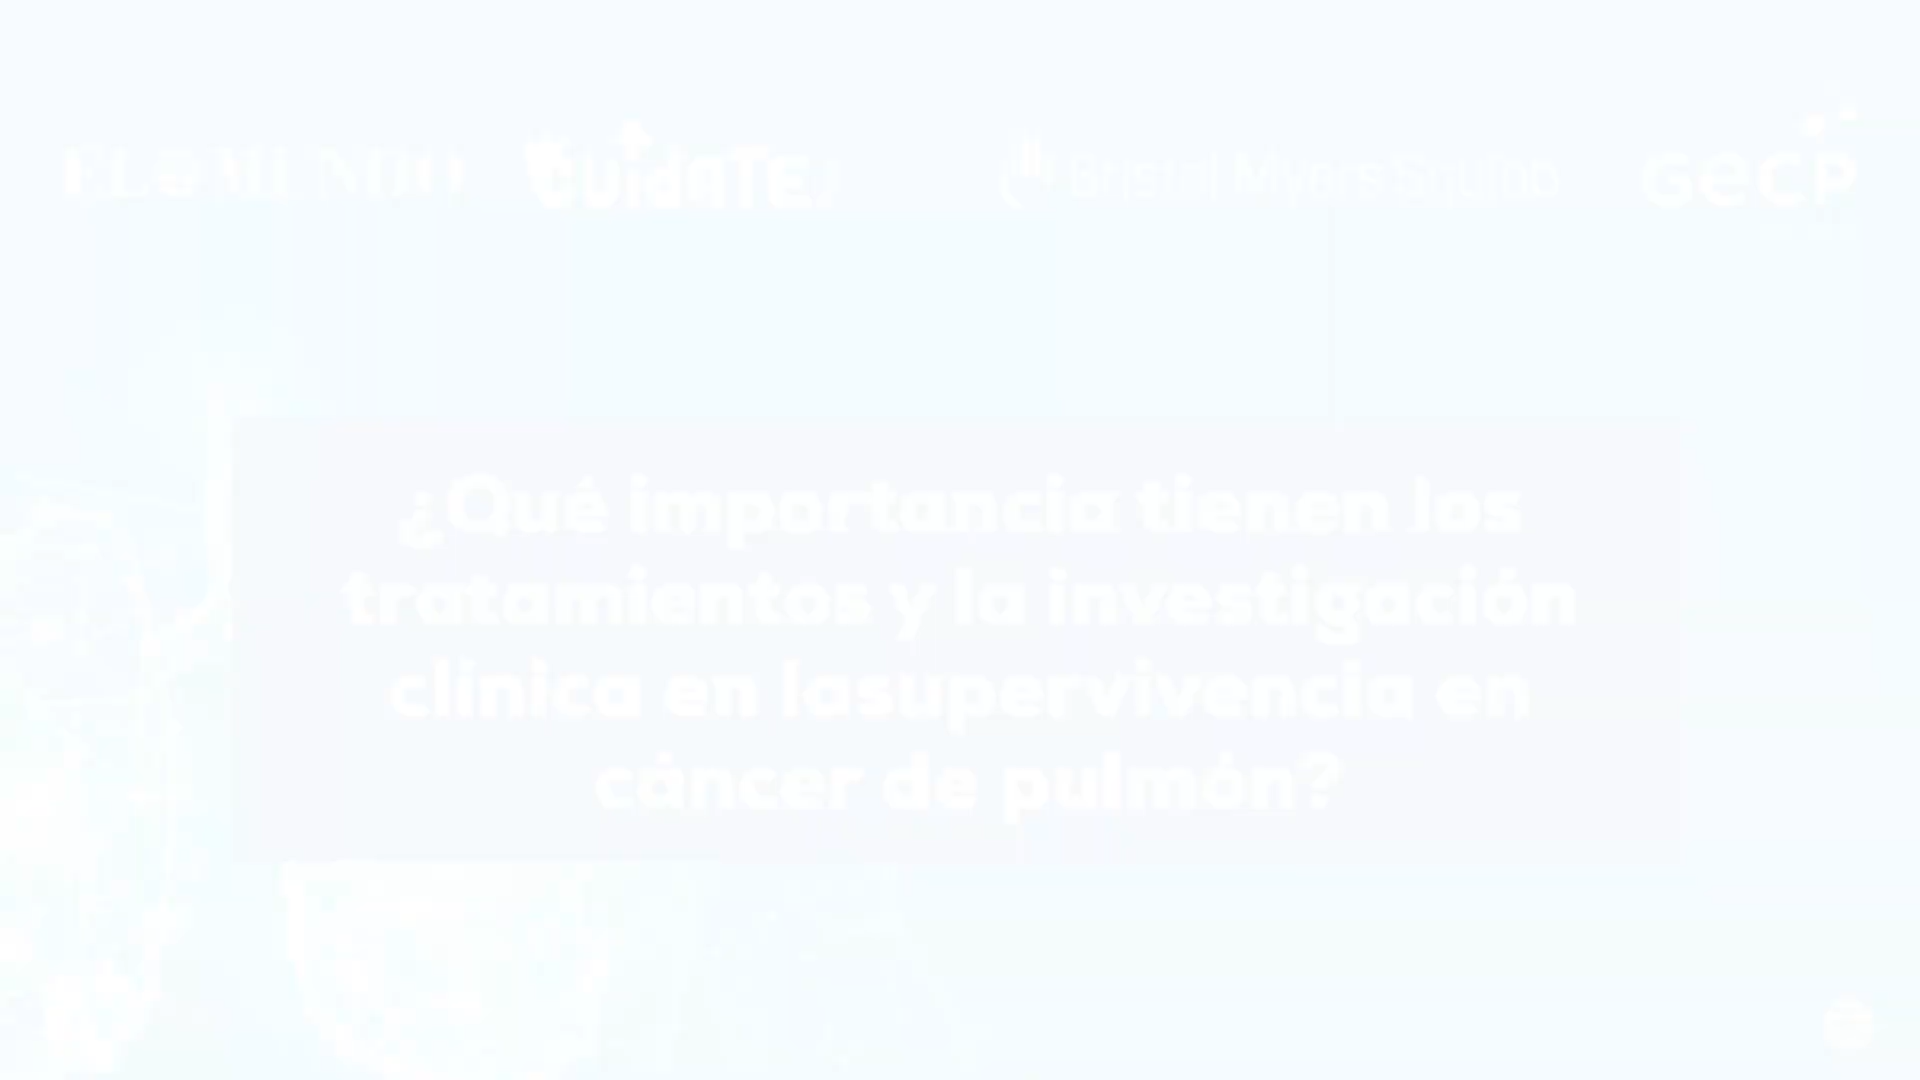 EL MUNDO CUÍdATE Bristol Myers Squibb GeCP
¿Qué importancia tienen los
tratamientos y la investigación
clínica en lasupervivencia en
cáncer de pulmón?